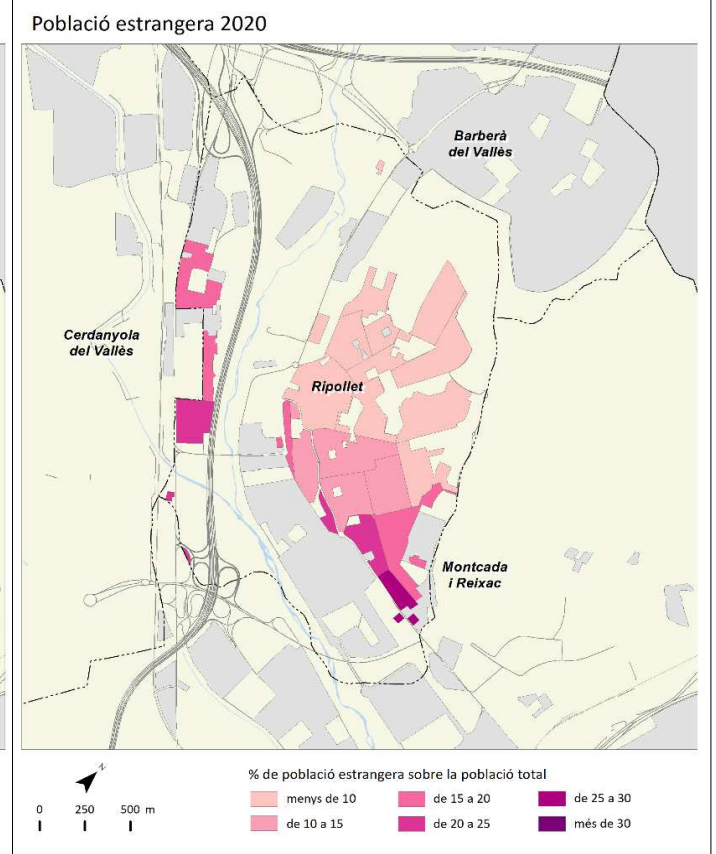 Població estrangera 2020
Barberà
del Vallès
Cerdanyola
del Vallès
Ripollet
Montcada
i Reixac
N
0 250 500 m
% de població estrangera sobre la població total
menys de 10
de 15 a 20
de 25 a 30
de 10 a 15
de 20 a 25
més de 30